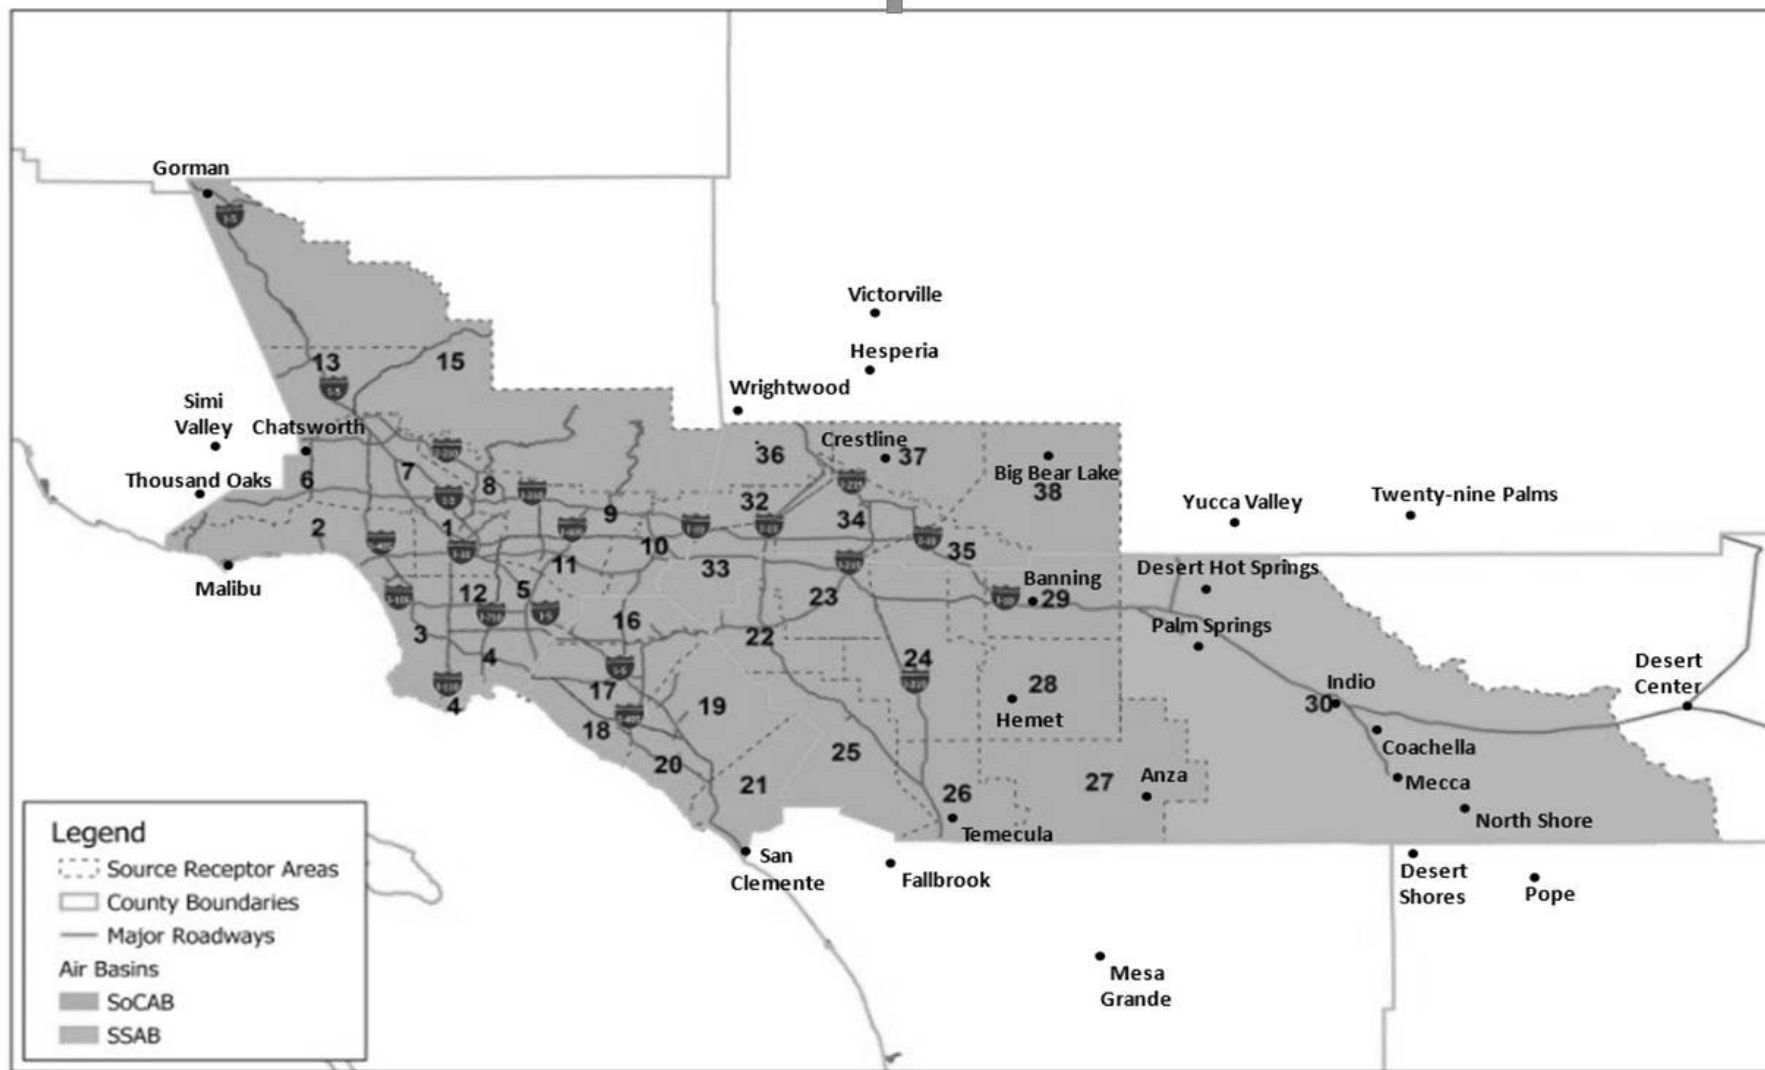 Gorman
Victorville
Hesperia
13
15
Wrightwood
Simi
Valley
Chatsworth
Crestline
36
37
Big Bear Lake
38
Thousand Oaks
6
7
8
9
32
34
Yucca Valley
Twenty-nine Palms
2
1
10
35
11
33
Desert Hot Springs
Malibu
12
5
23
Banning
29
16
Palm Springs
3
22
4
24
Desert
Center
17
28
Indio
30
4
19
Hemet
18
Coachella
20
25
21
27
Anza
Mecca
26
North Shore
Temecula
San
Clemente
Fallbrook
Desert
Shores
Pope
Mesa
Grande
Legend
Source Receptor Areas
County Boundaries
Major Roadways
Air Basins
SoCAB
SSAB